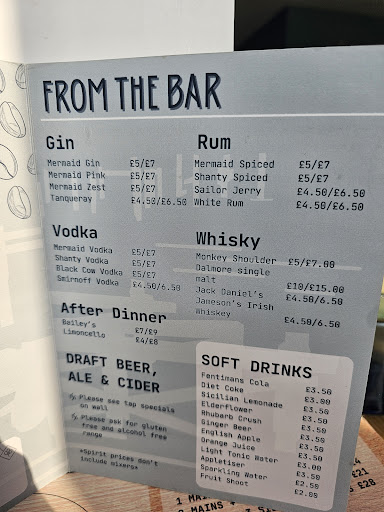 FROM THE BAR
Gin
Mermaid Gin £5/£7
Mermaid Pink £5/£7
Mermaid Zest £5/£7
Tanqueray £4.50/£6.50
Rum
Mermaid Spiced £5/£7
Shanty Spiced £5/£7
Sailor Jerry £4.50/£6.50
White Rum £4.50/£6.50
Vodka
Mermaid Vodka £5/£7
Shanty Vodka £5/£7
Black Cow Vodka £5/£7
Smirnoff Vodka £4.50/6.50
Whisky
Monkey Shoulder £5/£7.00
Dalmore single
malt £10/£15.00
Jack Daniel's £4.50/6.50
Jameson's Irish
Whiskey £4.50/6.50
After Dinner
Bailey's £7/£9
Limoncello £4/£8
DRAFT BEER,
ALE & CIDER
Please see tap specials
on wall
Please ask for gluten
free and alcohol free
range
*Spirit prices don't
include mixers*
SOFT DRINKS
Fentimans Cola £3.50
Diet Coke £3.00
Sicilian Lemonade £3.50
Elderflower £3.50
Rhubarb Crush £3.50
Ginger Beer £3.50
English Apple £3.50
Orange Juice £3.50
Light Tonic Water £3.00
Appletiser £3.50
Sparkling Water £2.50
Fruit Shoot £2.00
£21
£28